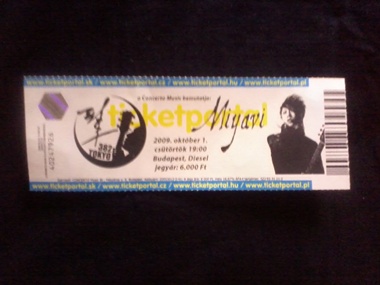 www.ticketportal.sk / www.ticketportal.cz / www.ticketportal.hu / www.ticketportal.pl
a Concerto Music bemutatja:
ticketportal
Miyavi
382 TOKYO
2009. október 1.
csütörtök 19:00
Budapest, Diesel
jegyár: 6.000 Ft
www.ticketportal.sk / www.ticketportal.cz / www.ticketportal.hu / www.ticketportal.pl